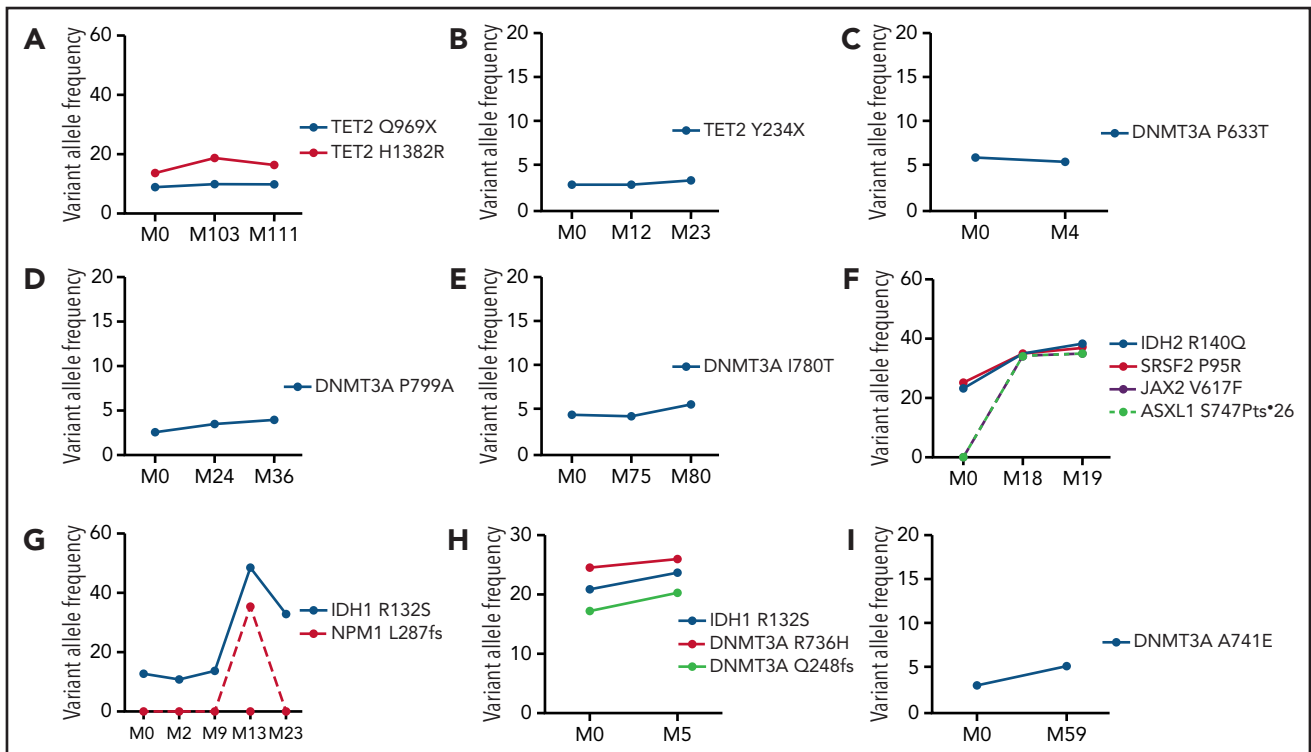 A
Variant allele frequency
60
40
20
0
M0 M103 M111
TET2 Q969X
TET2 H1382R
B
Variant allele frequency
20
15
10
5
0
M0 M12 M23
TET2 Y234X
C
Variant allele frequency
20
15
10
5
0
M0 M4
DNMT3A P633T
D
Variant allele frequency
20
15
10
5
0
M0 M24 M36
DNMT3A P799A
E
Variant allele frequency
20
15
10
5
0
M0 M75 M80
DNMT3A I780T
F
Variant allele frequency
60
40
20
0
M0 M18 M19
IDH2 R140Q
SRSF2 P95R
JAX2 V617F
ASXL1 S747Pts•26
G
Variant allele frequency
60
40
20
0
M0 M2 M9 M13 M23
IDH1 R132S
NPM1 L287fs
H
Variant allele frequency
30
20
10
0
M0 M5
IDH1 R132S
DNMT3A R736H
DNMT3A Q248fs
I
Variant allele frequency
20
15
10
5
0
M0 M59
DNMT3A A741E